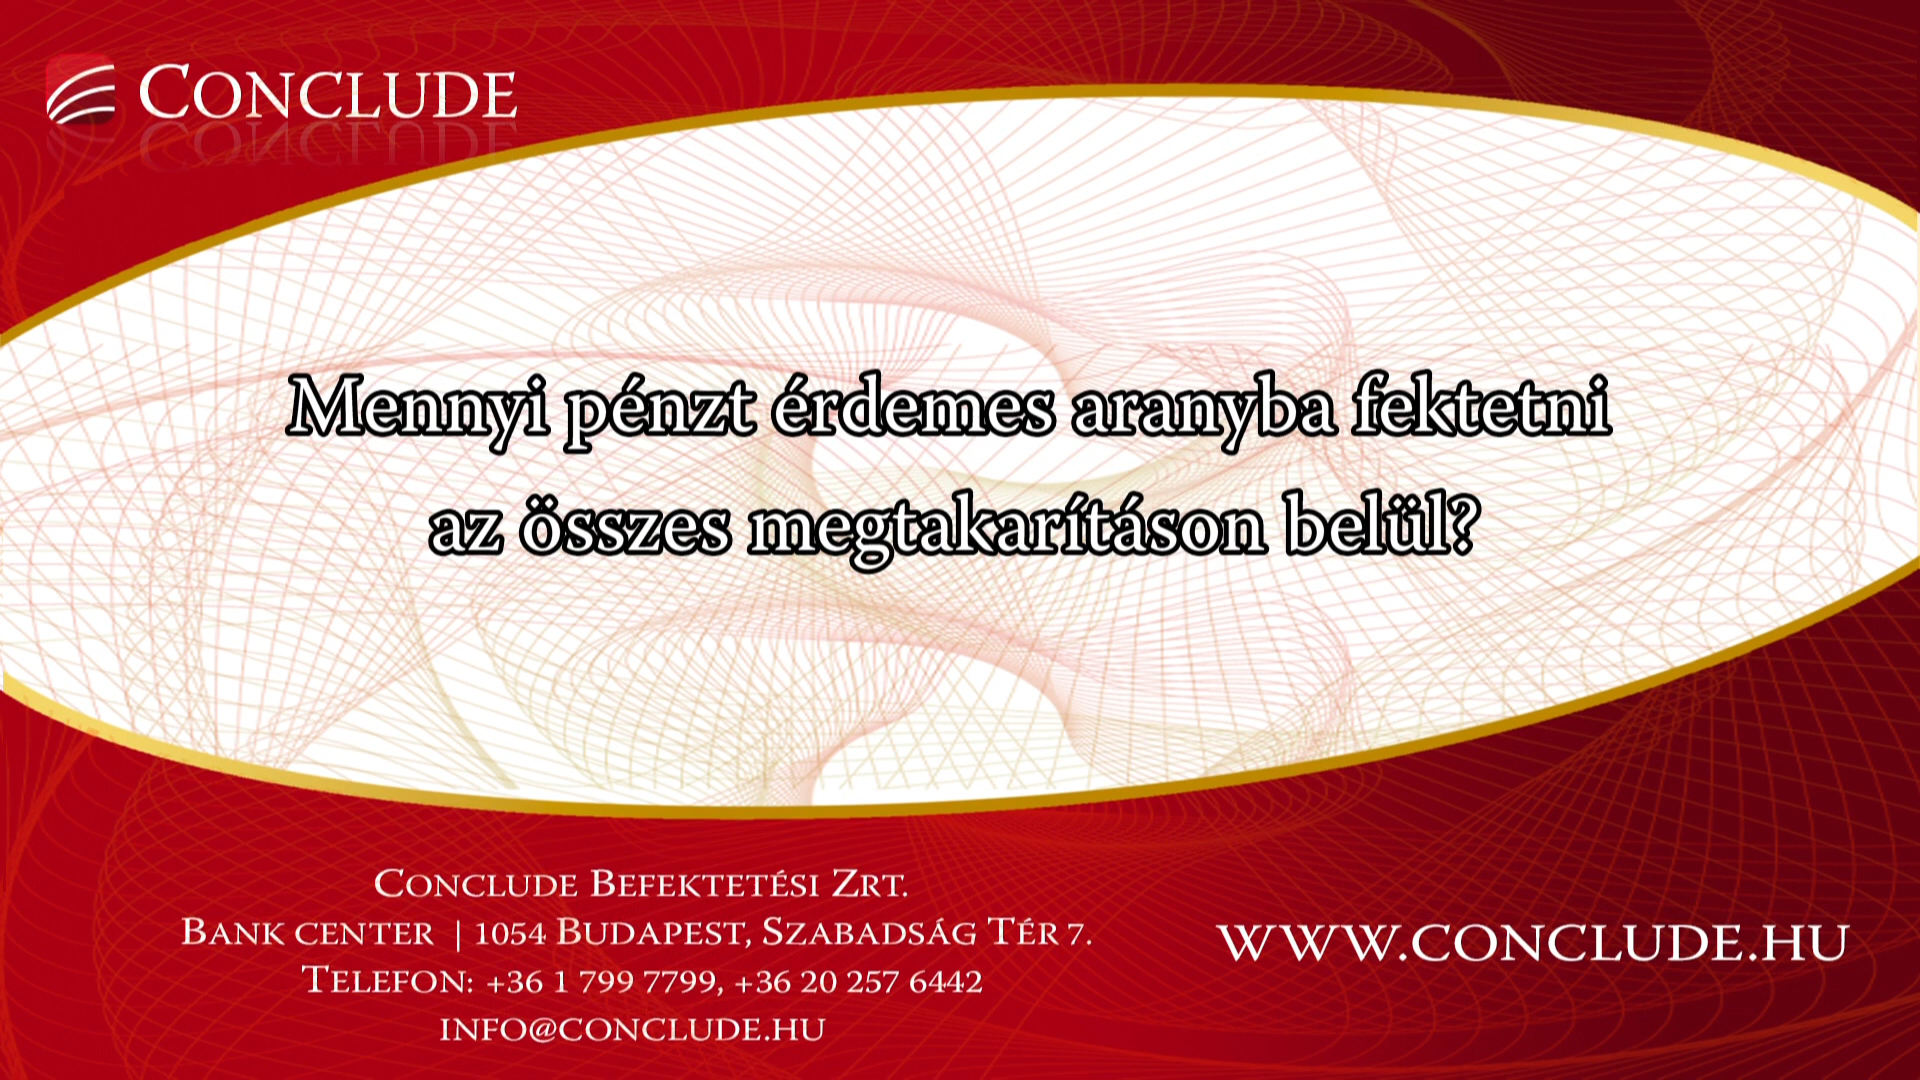 CONCLUDE
Mennyi pénzt érdemes aranyba fektetni
az összes megtakarításon belül?
CONCLUDE BEFEKTETÉSI ZRT.
BANK CENTER | 1054 BUDAPEST, SZABADSÁG TÉR 7.
TELEFON: +36 1 799 7799, +36 20 257 6442
INFO@CONCLUDE.HU
WWW.CONCLUDE.HU